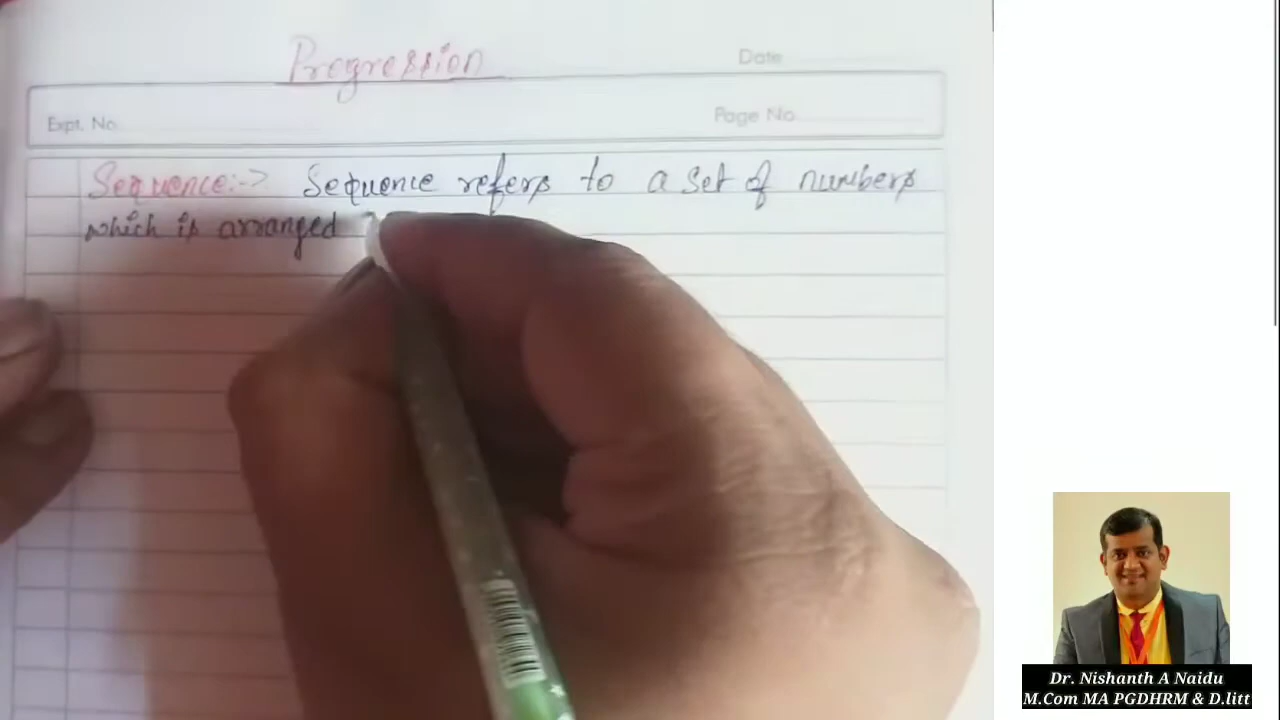 Progression
Date
Expt. No.
Page No.
Sequence:-> Sequence refers to a set of numbers
which is arranged
Dr. Nishanth A Naidu
M.Com MA PGDHRM & D.litt